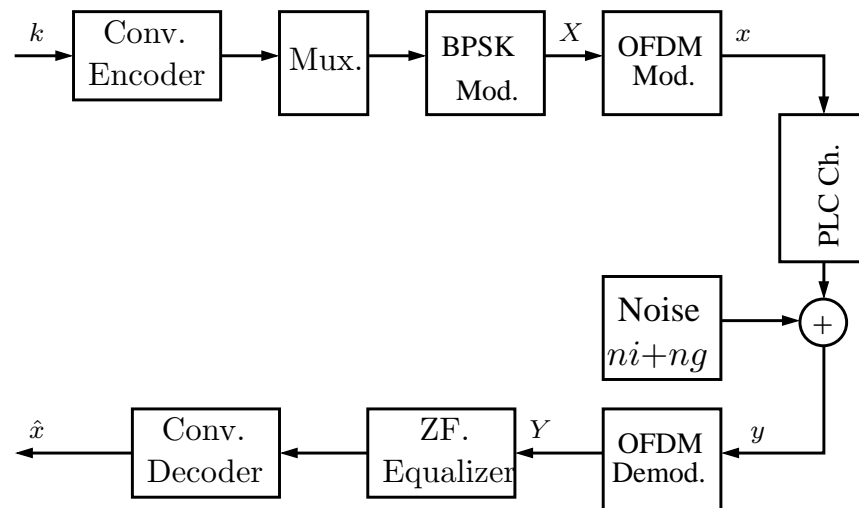 k
Conv.
Encoder
Mux.
BPSK
Mod.
X
OFDM
Mod.
x
PLC Ch.
Noise
ni+ng
+
x̂
Conv.
Decoder
ZF.
Equalizer
Y
OFDM
Demod.
y